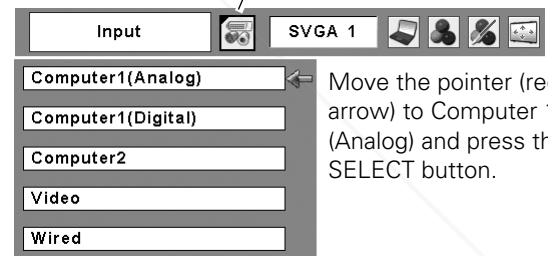 Input SVGA 1
Computer1(Analog)
Computer1(Digital)
Computer2
Video
Wired
Move the pointer (re
arrow) to Computer
(Analog) and press th
SELECT button.